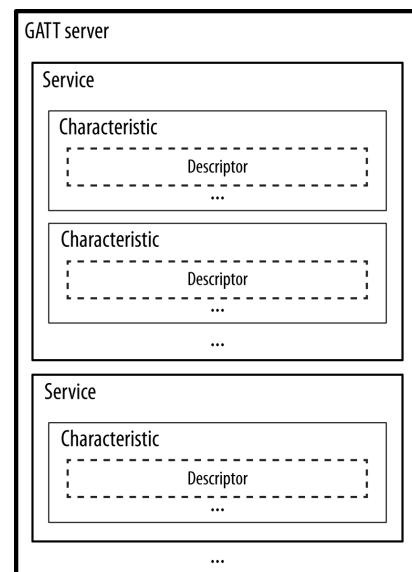 GATT server
Service
Characteristic
Descriptor
...
Characteristic
Descriptor
...
...
Service
Characteristic
Descriptor
...
...